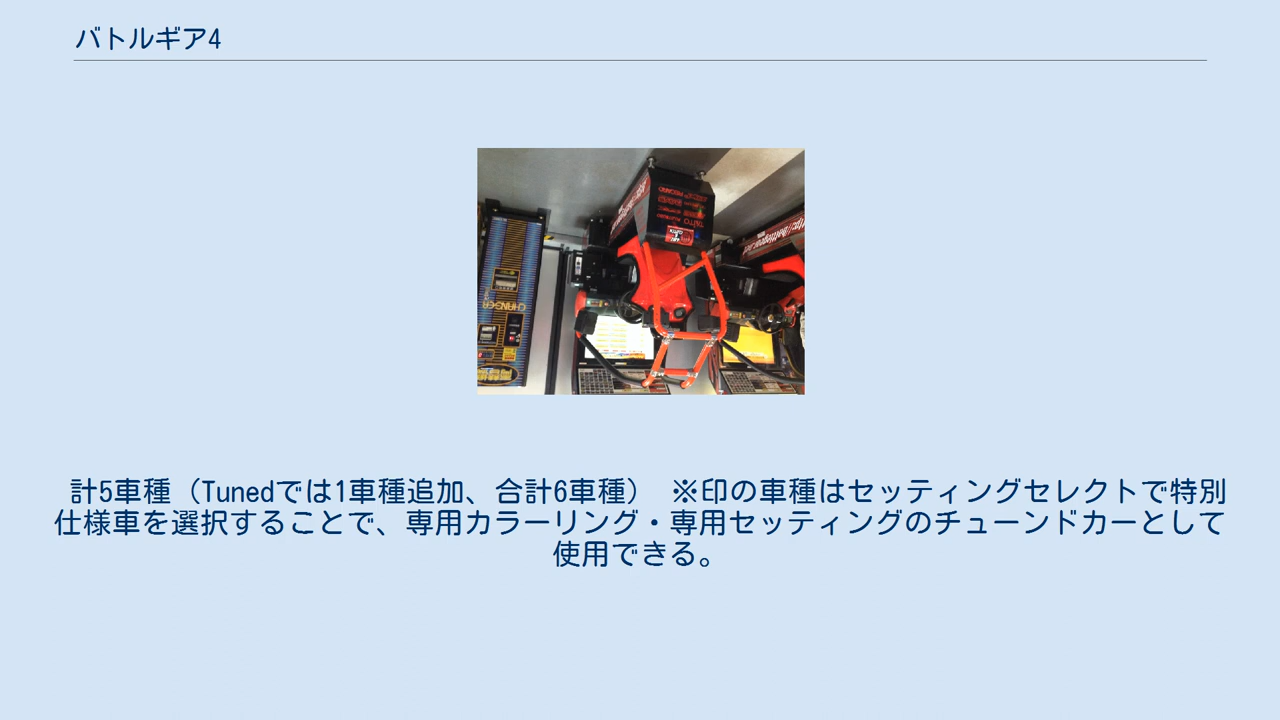 バトルギア4
TAITO
CHANGER
計5車種（Tunedでは1車種追加、合計6車種）　※印の車種はセッティングセレクトで特別
仕様車を選択することで、専用カラーリング・専用セッティングのチューンドカーとして
使用できる。